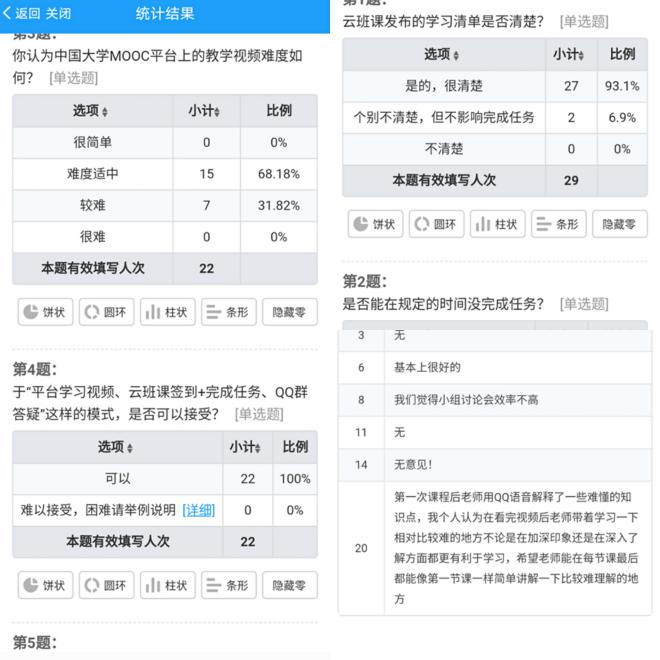 返回 关闭 统计结果
第3题：
你认为中国大学MOOC平台上的教学视频难度如
何？ [单选题]
选项 小计 比例
很简单 0 0%
难度适中 15 68.18%
较难 7 31.82%
很难 0 0%
本题有效填写人次 22
饼状 圆环 柱状 条形 隐藏零
第4题：
于“平台学习视频、云班课签到+完成任务、QQ群
答疑”这样的模式，是否可以接受？ [单选题]
选项 小计 比例
可以 22 100%
难以接受，困难请举例说明 [详细] 0 0%
本题有效填写人次 22
饼状 圆环 柱状 条形 隐藏零
第5题：
第1题：
云班课发布的学习清单是否清楚？ [单选题]
选项 小计 比例
是的，很清楚 27 93.1%
个别不清楚，但不影响完成任务 2 6.9%
不清楚 0 0%
本题有效填写人次 29
饼状 圆环 柱状 条形 隐藏零
第2题：
是否能在规定的时间没完成任务？ [单选题]
3 无
6 基本上很好的
8 我们觉得小组讨论会效率不高
11 无
14 无意见！
20 第一次课程后老师用QQ语音解释了一些难懂的知
识点，我个人认为在看完视频后老师带着学习一下
相对比较难的地方不论是在加深印象还是在深入了
解方面都更有利于学习，希望老师能在每节课最后
都能像第一节课一样简单讲解一下比较难理解的地
方